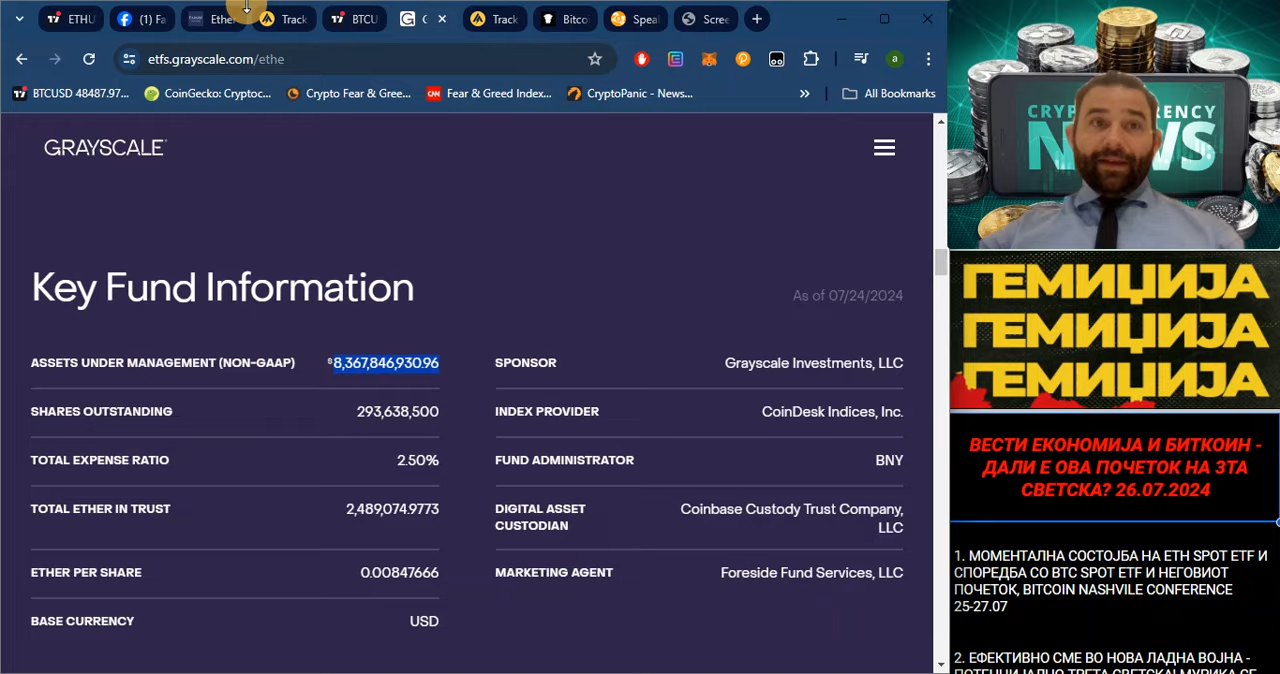 ETHU
(1) Fa
Ether
Track
BTCU
Track
Bitco
Speal
Scree
etfs.grayscale.com/ethe
a
BTCUSD 48487.97...
CoinGecko: Cryptoc...
Crypto Fear & Gree...
CNN
Fear & Greed Index...
CryptoPanic - News...
All Bookmarks
GRAYSCALE
Key Fund Information
As of 07/24/2024
ASSETS UNDER MANAGEMENT (NON-GAAP)
$8,367,846,930.96
SHARES OUTSTANDING
293,638,500
TOTAL EXPENSE RATIO
2.50%
TOTAL ETHER IN TRUST
2,489,074.9773
ETHER PER SHARE
0.00847666
BASE CURRENCY
USD
SPONSOR
Grayscale Investments, LLC
INDEX PROVIDER
CoinDesk Indices, Inc.
FUND ADMINISTRATOR
BNY
DIGITAL ASSET
CUSTODIAN
Coinbase Custody Trust Company,
LLC
MARKETING AGENT
Foreside Fund Services, LLC
ГЕМИЏИЈА
ГЕМИЏИЈА
ГЕМИЏИЈА
ВЕСТИ ЕКОНОМИЈА И БИТКОИН -
ДАЛИ Е ОВА ПОЧЕТОК НА 3ТА
СВЕТСКА? 26.07.2024
1. МОМЕНТАЛНА СОСТОЈБА НА ETH SPOT ETF И
СПОРЕДБА СО BTC SPOT ETF И НЕГОВИОТ
ПОЧЕТОК, BITCOIN NASHVILE CONFERENCE
25-27.07
2. ЕФЕКТИВНО СМЕ ВО НОВА ЛАДНА ВОЈНА -